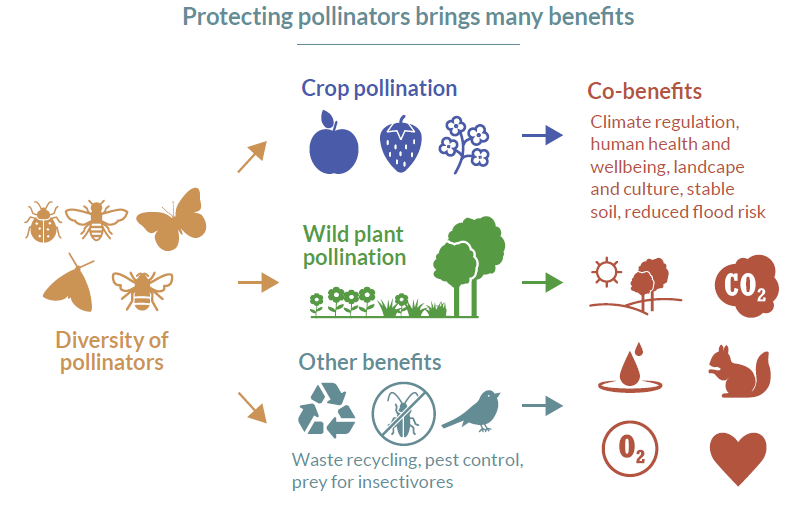 Protecting pollinators brings many benefits
Diversity of
pollinators
Crop pollination
Wild plant
pollination
Other benefits
Waste recycling, pest control,
prey for insectivores
Co-benefits
Climate regulation,
human health and
wellbeing, landcape
and culture, stable
soil, reduced flood risk
CO₂
O₂